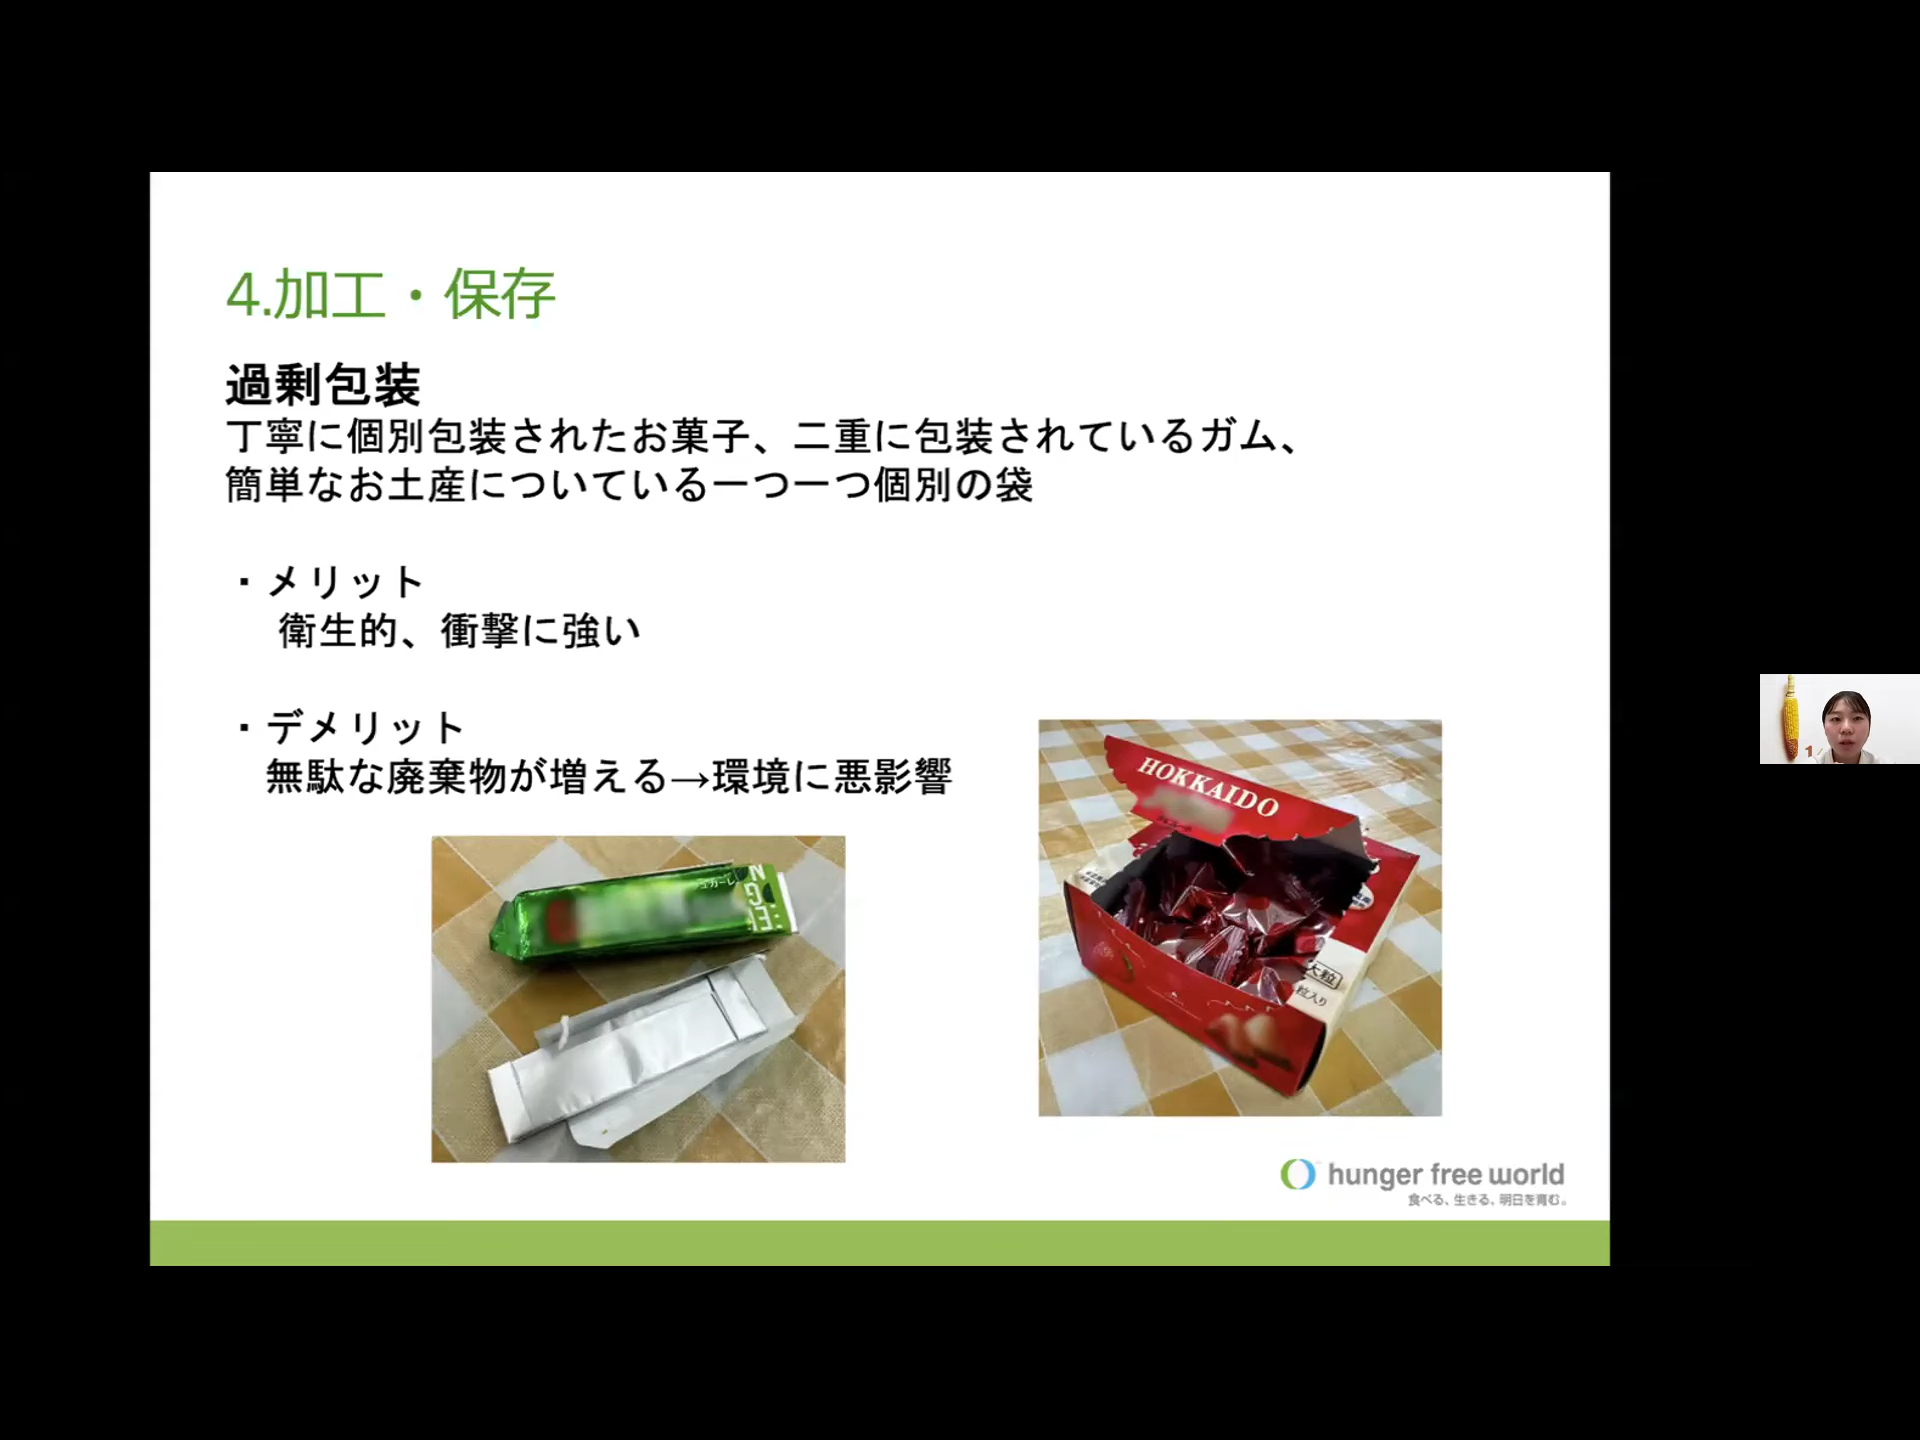 4.加工・保存
過剰包装
丁寧に個別包装されたお菓子、二重に包装されているガム、
簡単なお土産についている一つ一つ個別の袋
・メリット
衛生的、衝撃に強い
・デメリット
無駄な廃棄物が増える→環境に悪影響
HOKKAIDO
大粒
粒入り
hunger free world
食べる、生きる、明日を育む。